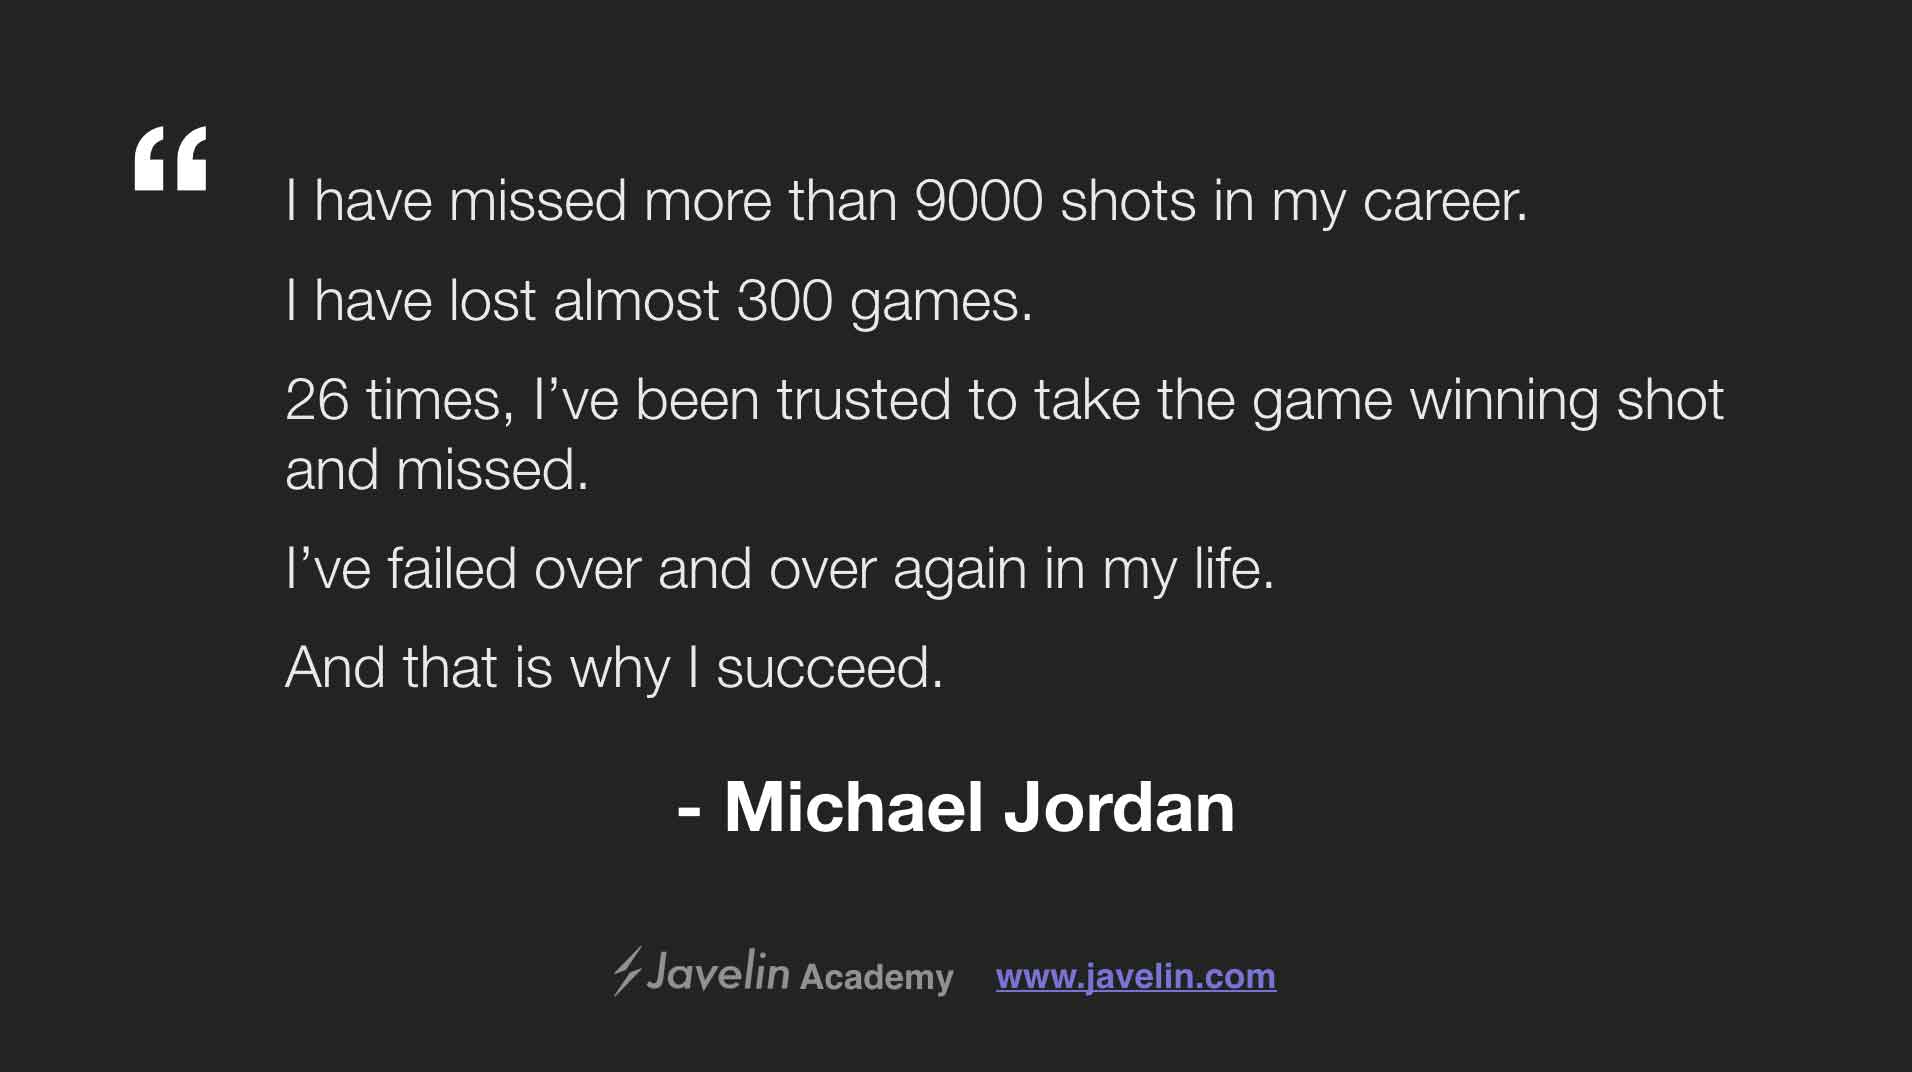 “
I have missed more than 9000 shots in my career.
I have lost almost 300 games.
26 times, I’ve been trusted to take the game winning shot
and missed.
I’ve failed over and over again in my life.
And that is why I succeed.
- Michael Jordan
Javelin Academy www.javelin.com